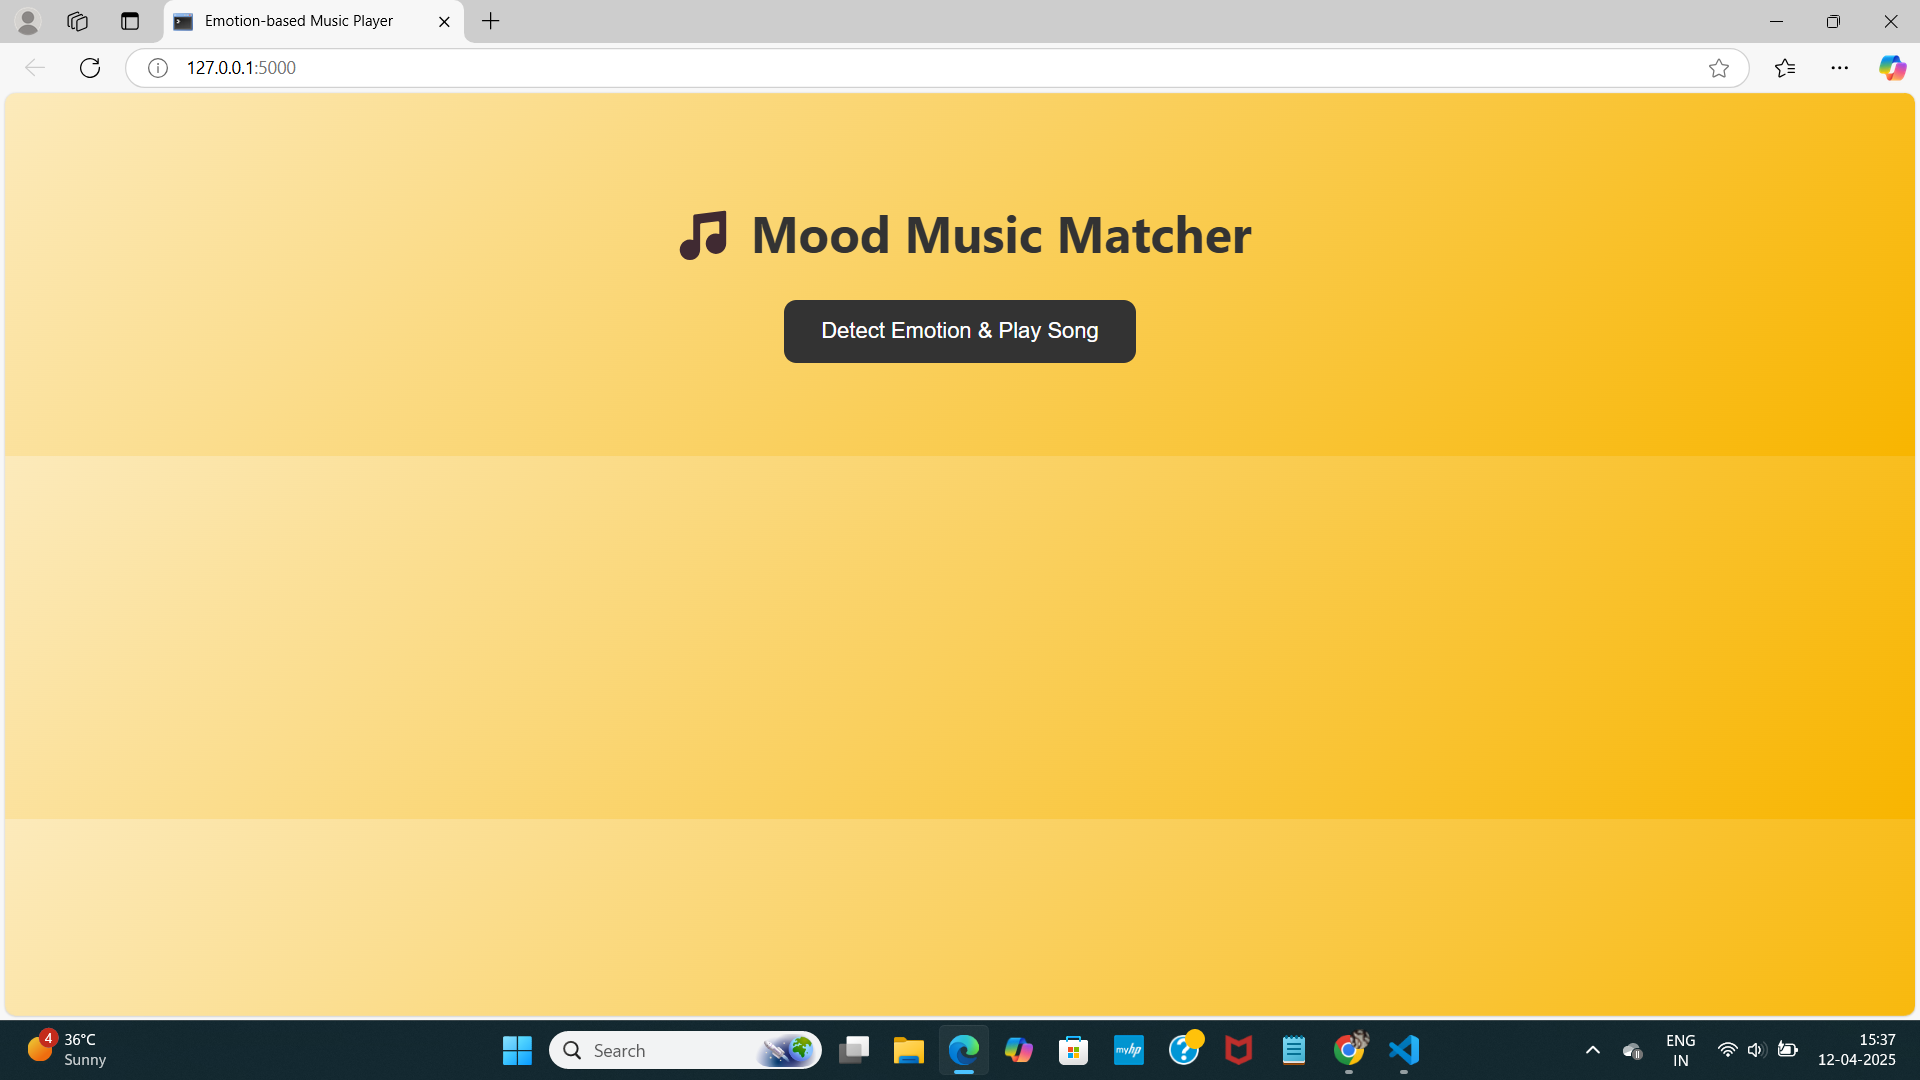 Emotion-based Music Player
127.0.0.1:5000
Mood Music Matcher
Detect Emotion & Play Song
4
36°C
Sunny
Search
myhp
ENG
IN
15:37
12-04-2025